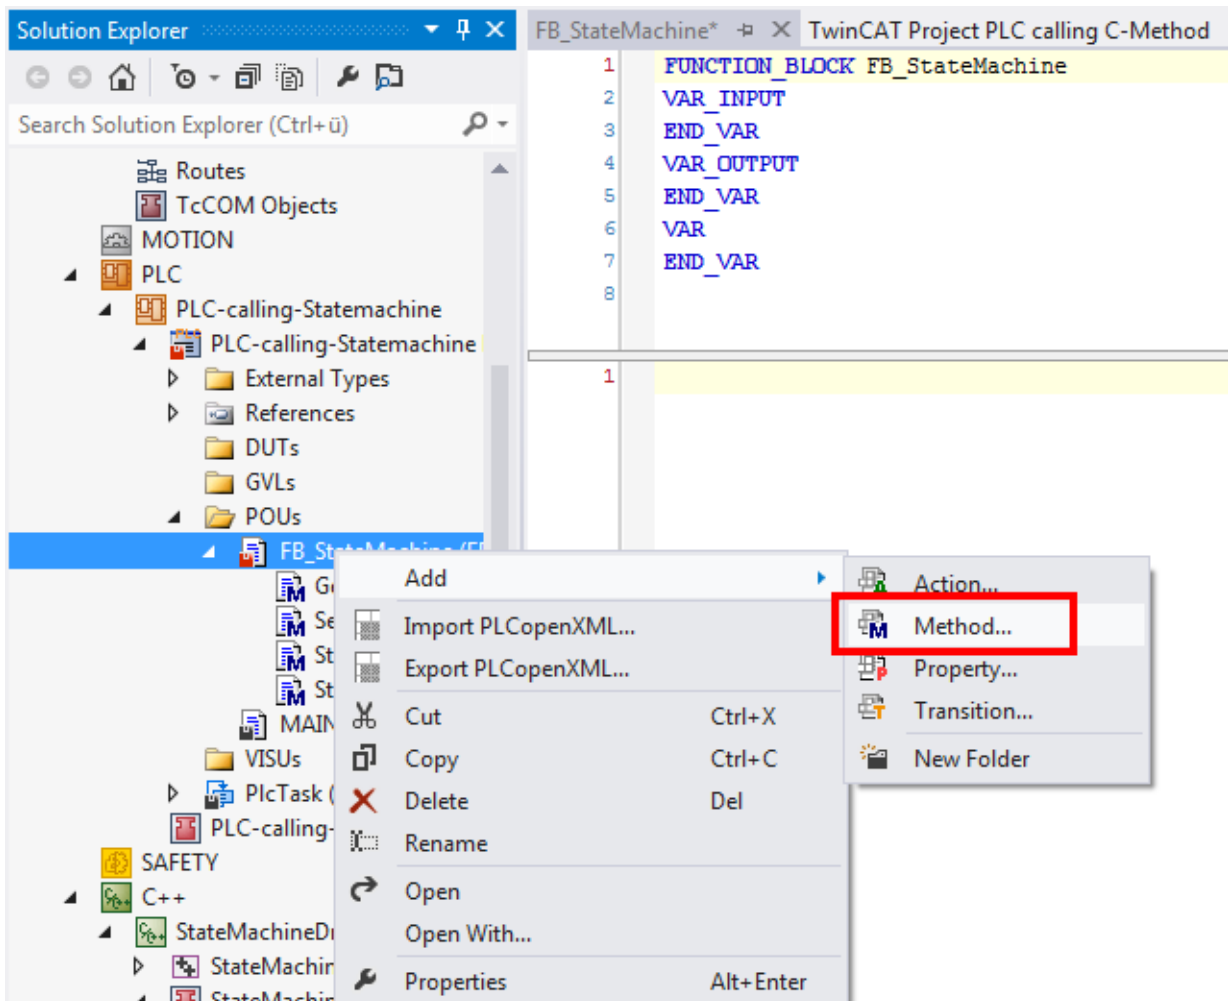 Solution Explorer
Search Solution Explorer (Ctrl+ü)
Routes
TcCOM Objects
MOTION
PLC
PLC-calling-Statemachine
PLC-calling-Statemachine
External Types
References
DUTs
GVLs
POUs
MAIN
VISUs
PlcTask (
PLC-calling-
SAFETY
C++
FB_StateMachine*
TwinCAT Project PLC calling C-Method
1 FUNCTION_BLOCK FB_StateMachine
2 VAR_INPUT
3 END_VAR
4 VAR_OUTPUT
5 END_VAR
6 VAR
7 END_VAR
8
1
Add
Import PLCopenXML...
Export PLCopenXML...
Cut Ctrl+X
Copy Ctrl+C
Delete Del
Rename
Open
Open With...
Properties Alt+Enter
Action...
Method...
Property...
Transition...
New Folder